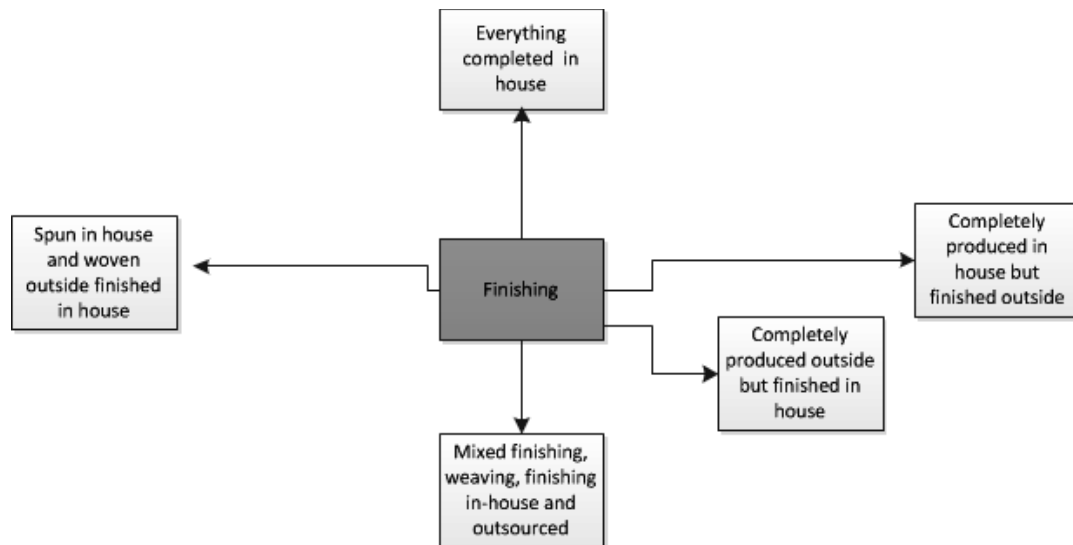 Everything
completed in
house
Spun in house
and woven
outside finished
in house
Finishing
Completely
produced in
house but
finished outside
Completely
produced outside
but finished in
house
Mixed finishing,
weaving, finishing
in-house and
outsourced